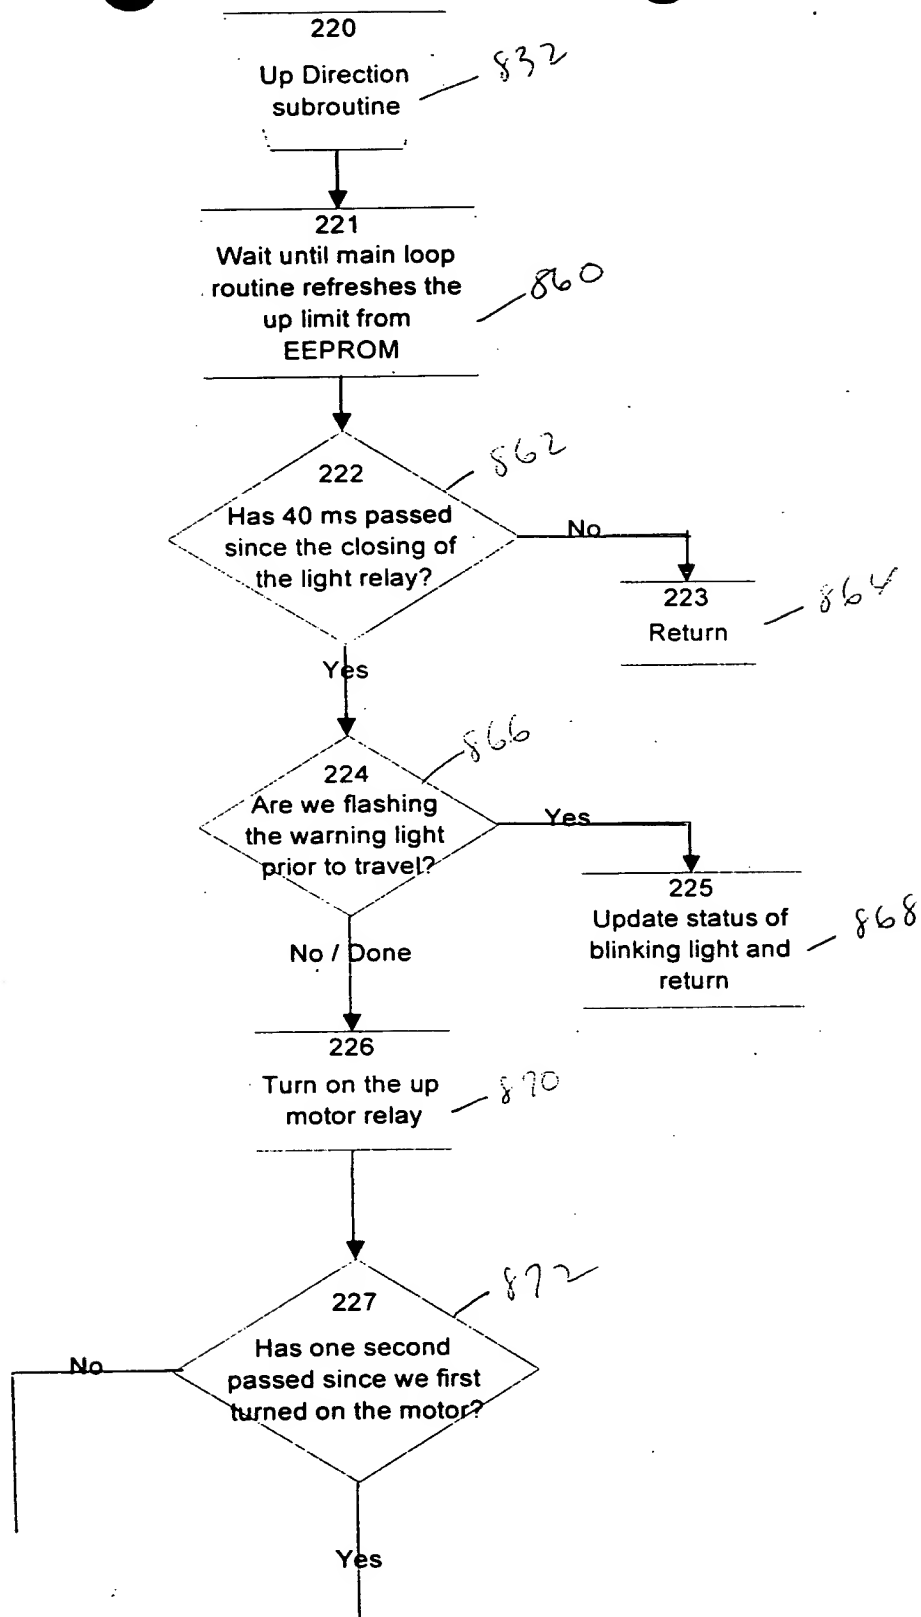 220
Up Direction
subroutine
832
221
Wait until main loop
routine refreshes the
up limit from
EEPROM
860
222
Has 40 ms passed
since the closing of
the light relay?
862
No
223
Return
864
Yes
224
Are we flashing
the warning light
prior to travel?
866
Yes
225
Update status of
blinking light and
return
868
No / Done
226
Turn on the up
motor relay
870
227
Has one second
passed since we first
turned on the motor?
872
No
Yes